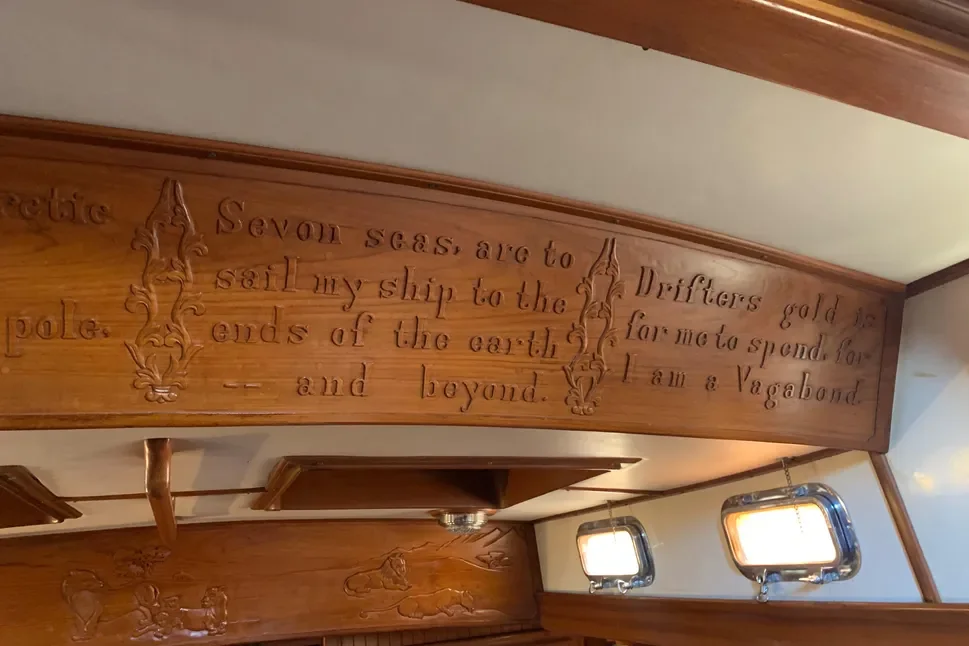 pole.
Seven seas, are to
sail my ship to the
ends of the earth
-- and beyond.
Drifters gold is
for me to spend, for
I am a Vagabond.